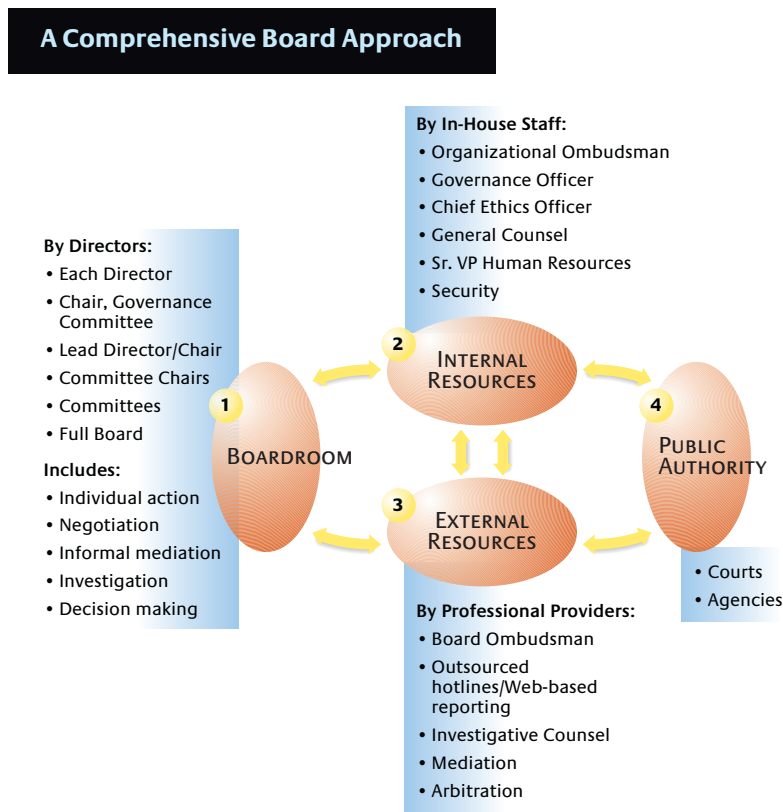 A Comprehensive Board Approach
By In-House Staff:
• Organizational Ombudsman
• Governance Officer
• Chief Ethics Officer
• General Counsel
• Sr. VP Human Resources
• Security
By Directors:
• Each Director
• Chair, Governance
Committee
• Lead Director/Chair
• Committee Chairs
• Committees
• Full Board
Includes:
• Individual action
• Negotiation
• Informal mediation
• Investigation
• Decision making
1
BOARDROOM
2
INTERNAL
RESOURCES
3
EXTERNAL
RESOURCES
4
PUBLIC
AUTHORITY
• Courts
• Agencies
By Professional Providers:
• Board Ombudsman
• Outsourced
hotlines/Web-based
reporting
• Investigative Counsel
• Mediation
• Arbitration